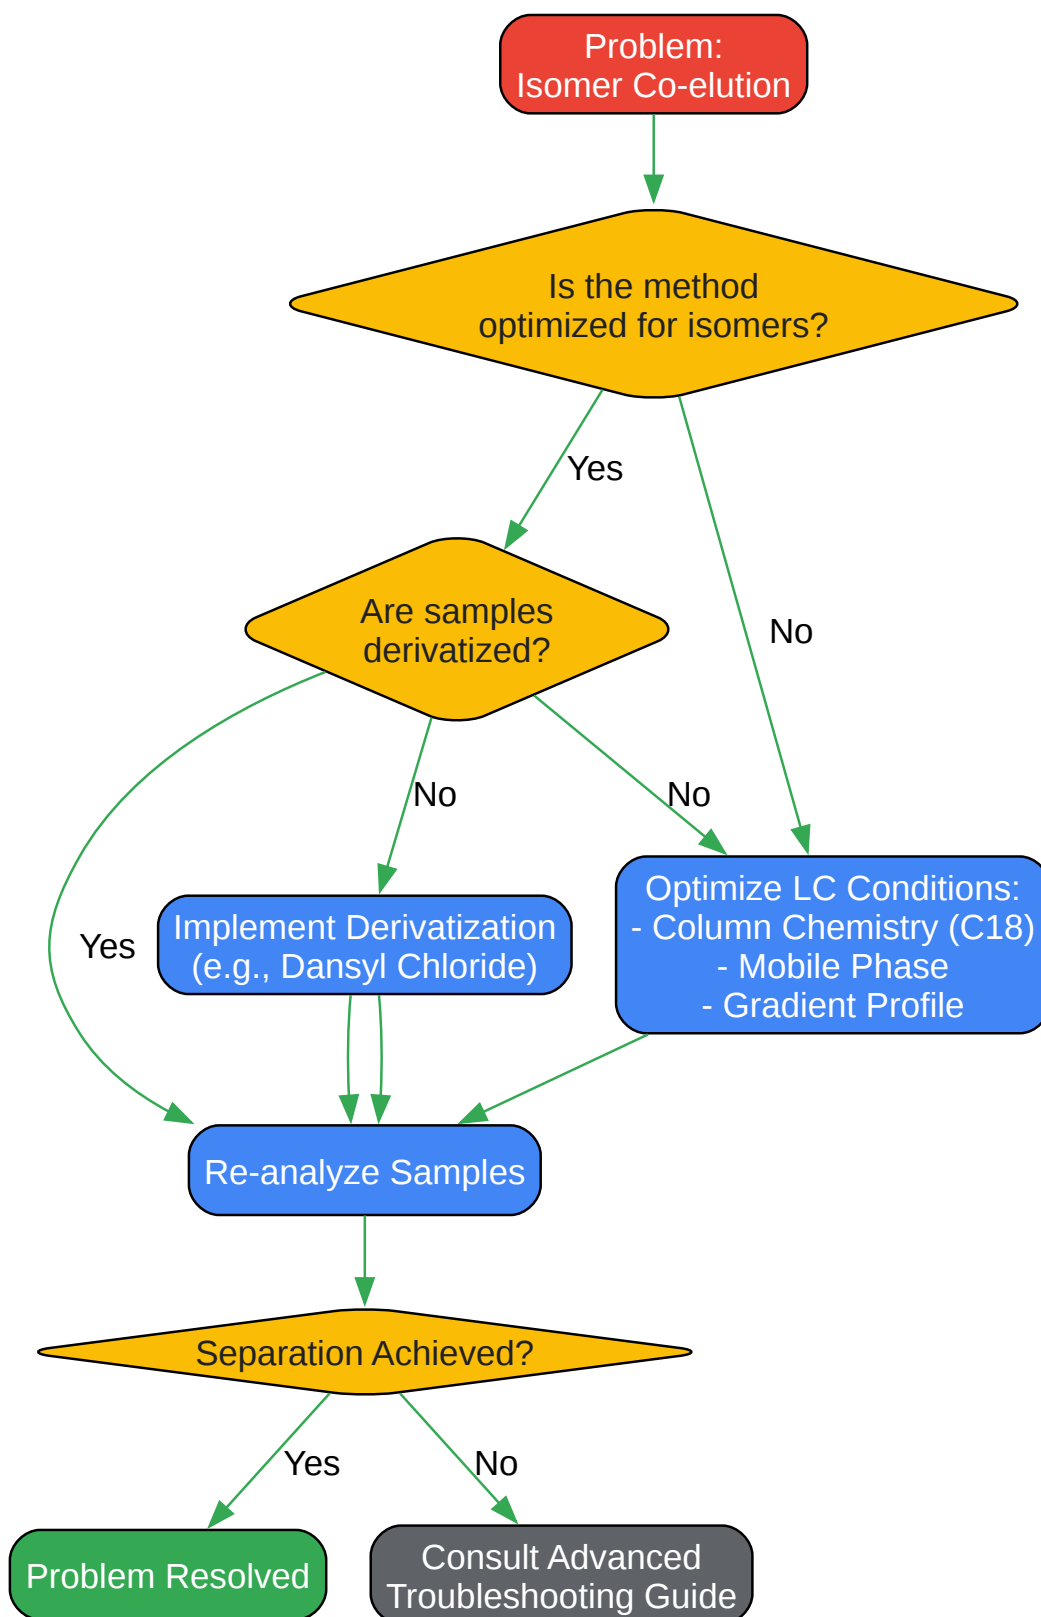 Problem:
Isomer Co-elution
Is the method
optimized for isomers?
Yes
Are samples
derivatized?
No
No
No
Optimize LC Conditions:
- Column Chemistry (C18)
- Mobile Phase
- Gradient Profile
Implement Derivatization
(e.g., Dansyl Chloride)
Yes
Re-analyze Samples
Separation Achieved?
Yes
No
Problem Resolved
Consult Advanced
Troubleshooting Guide